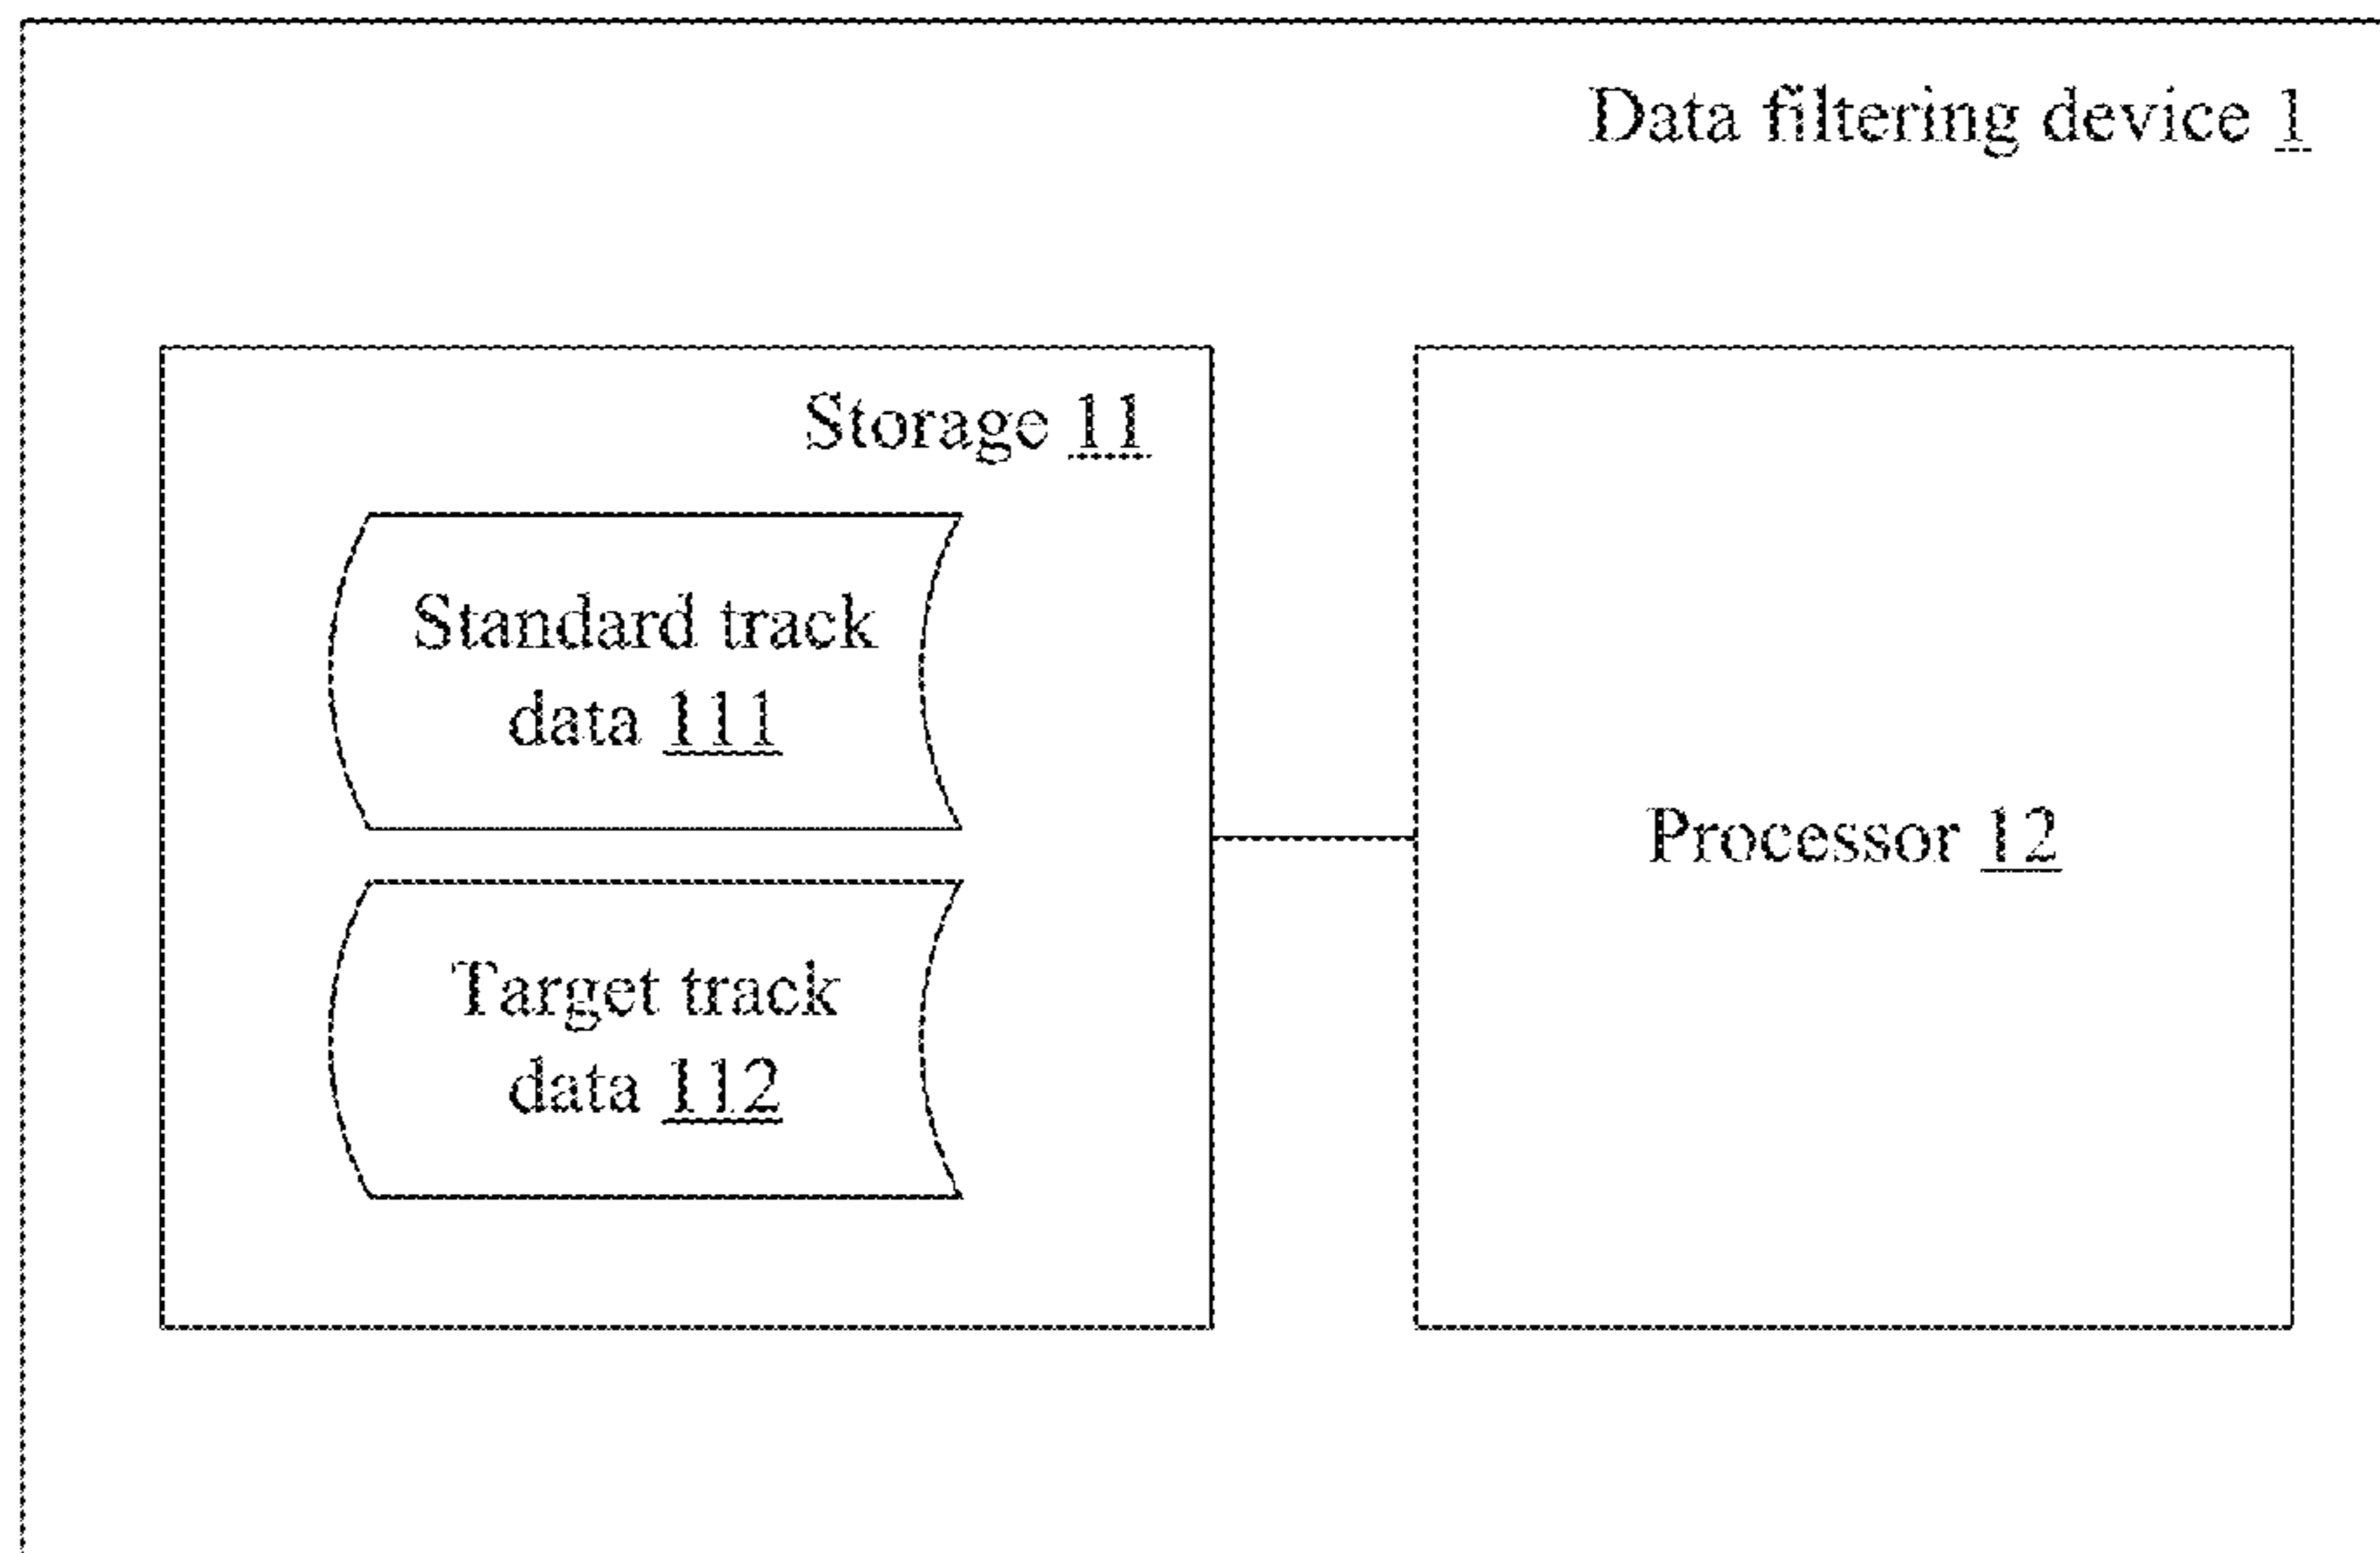 Data filtering device 1
Storage 11
Standard track
data 111
Target track
data 112
Processor 12